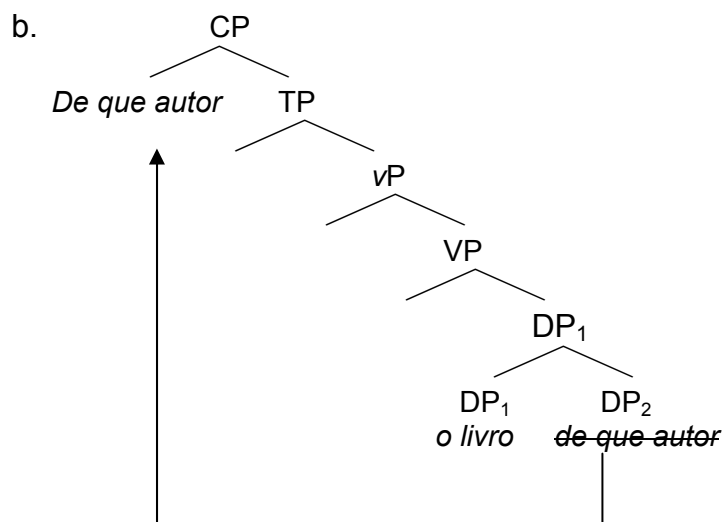 b.
CP
De que autor TP
vP
VP
DP₁
DP₁ DP₂
o livro de que autor